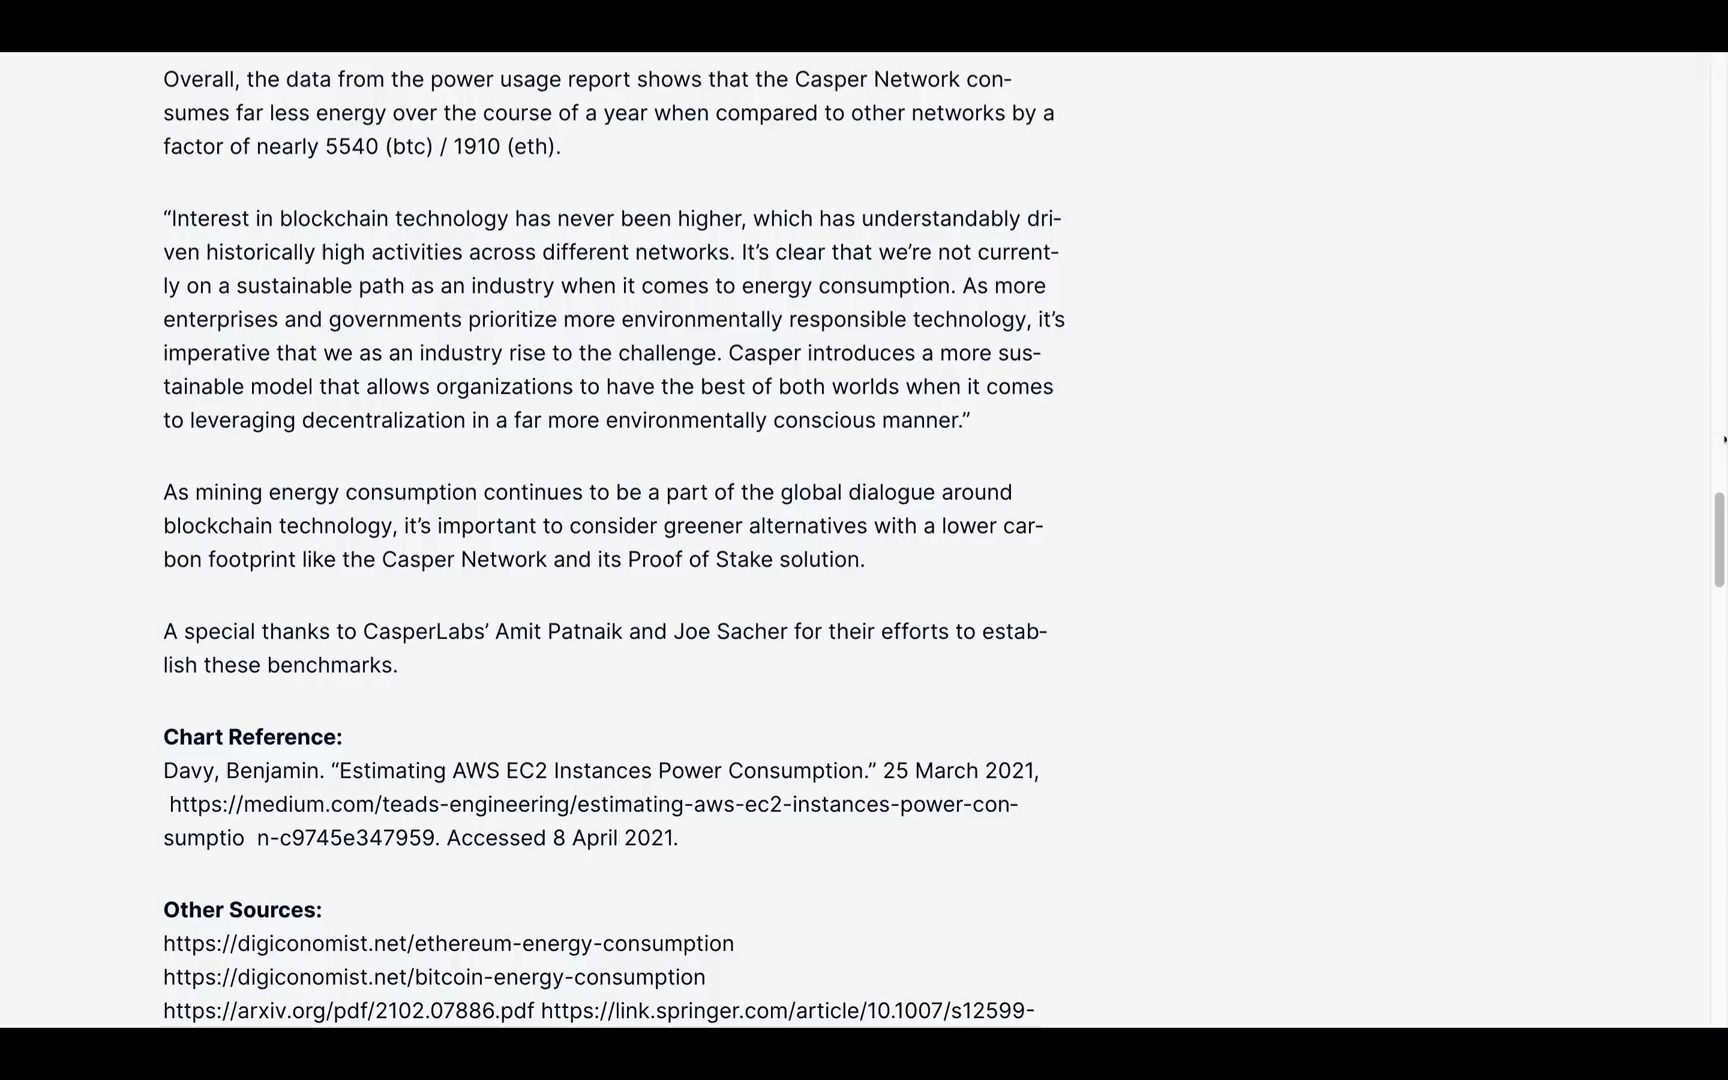 Overall, the data from the power usage report shows that the Casper Network con-
sumes far less energy over the course of a year when compared to other networks by a
factor of nearly 5540 (btc) / 1910 (eth).
“Interest in blockchain technology has never been higher, which has understandably dri-
ven historically high activities across different networks. It’s clear that we’re not current-
ly on a sustainable path as an industry when it comes to energy consumption. As more
enterprises and governments prioritize more environmentally responsible technology, it’s
imperative that we as an industry rise to the challenge. Casper introduces a more sus-
tainable model that allows organizations to have the best of both worlds when it comes
to leveraging decentralization in a far more environmentally conscious manner.”
As mining energy consumption continues to be a part of the global dialogue around
blockchain technology, it’s important to consider greener alternatives with a lower car-
bon footprint like the Casper Network and its Proof of Stake solution.
A special thanks to CasperLabs’ Amit Patnaik and Joe Sacher for their efforts to estab-
lish these benchmarks.
Chart Reference:
Davy, Benjamin. “Estimating AWS EC2 Instances Power Consumption.” 25 March 2021,
https://medium.com/teads-engineering/estimating-aws-ec2-instances-power-con-
sumptio  n-c9745e347959. Accessed 8 April 2021.
Other Sources:
https://digiconomist.net/ethereum-energy-consumption
https://digiconomist.net/bitcoin-energy-consumption
https://arxiv.org/pdf/2102.07886.pdf https://link.springer.com/article/10.1007/s12599-